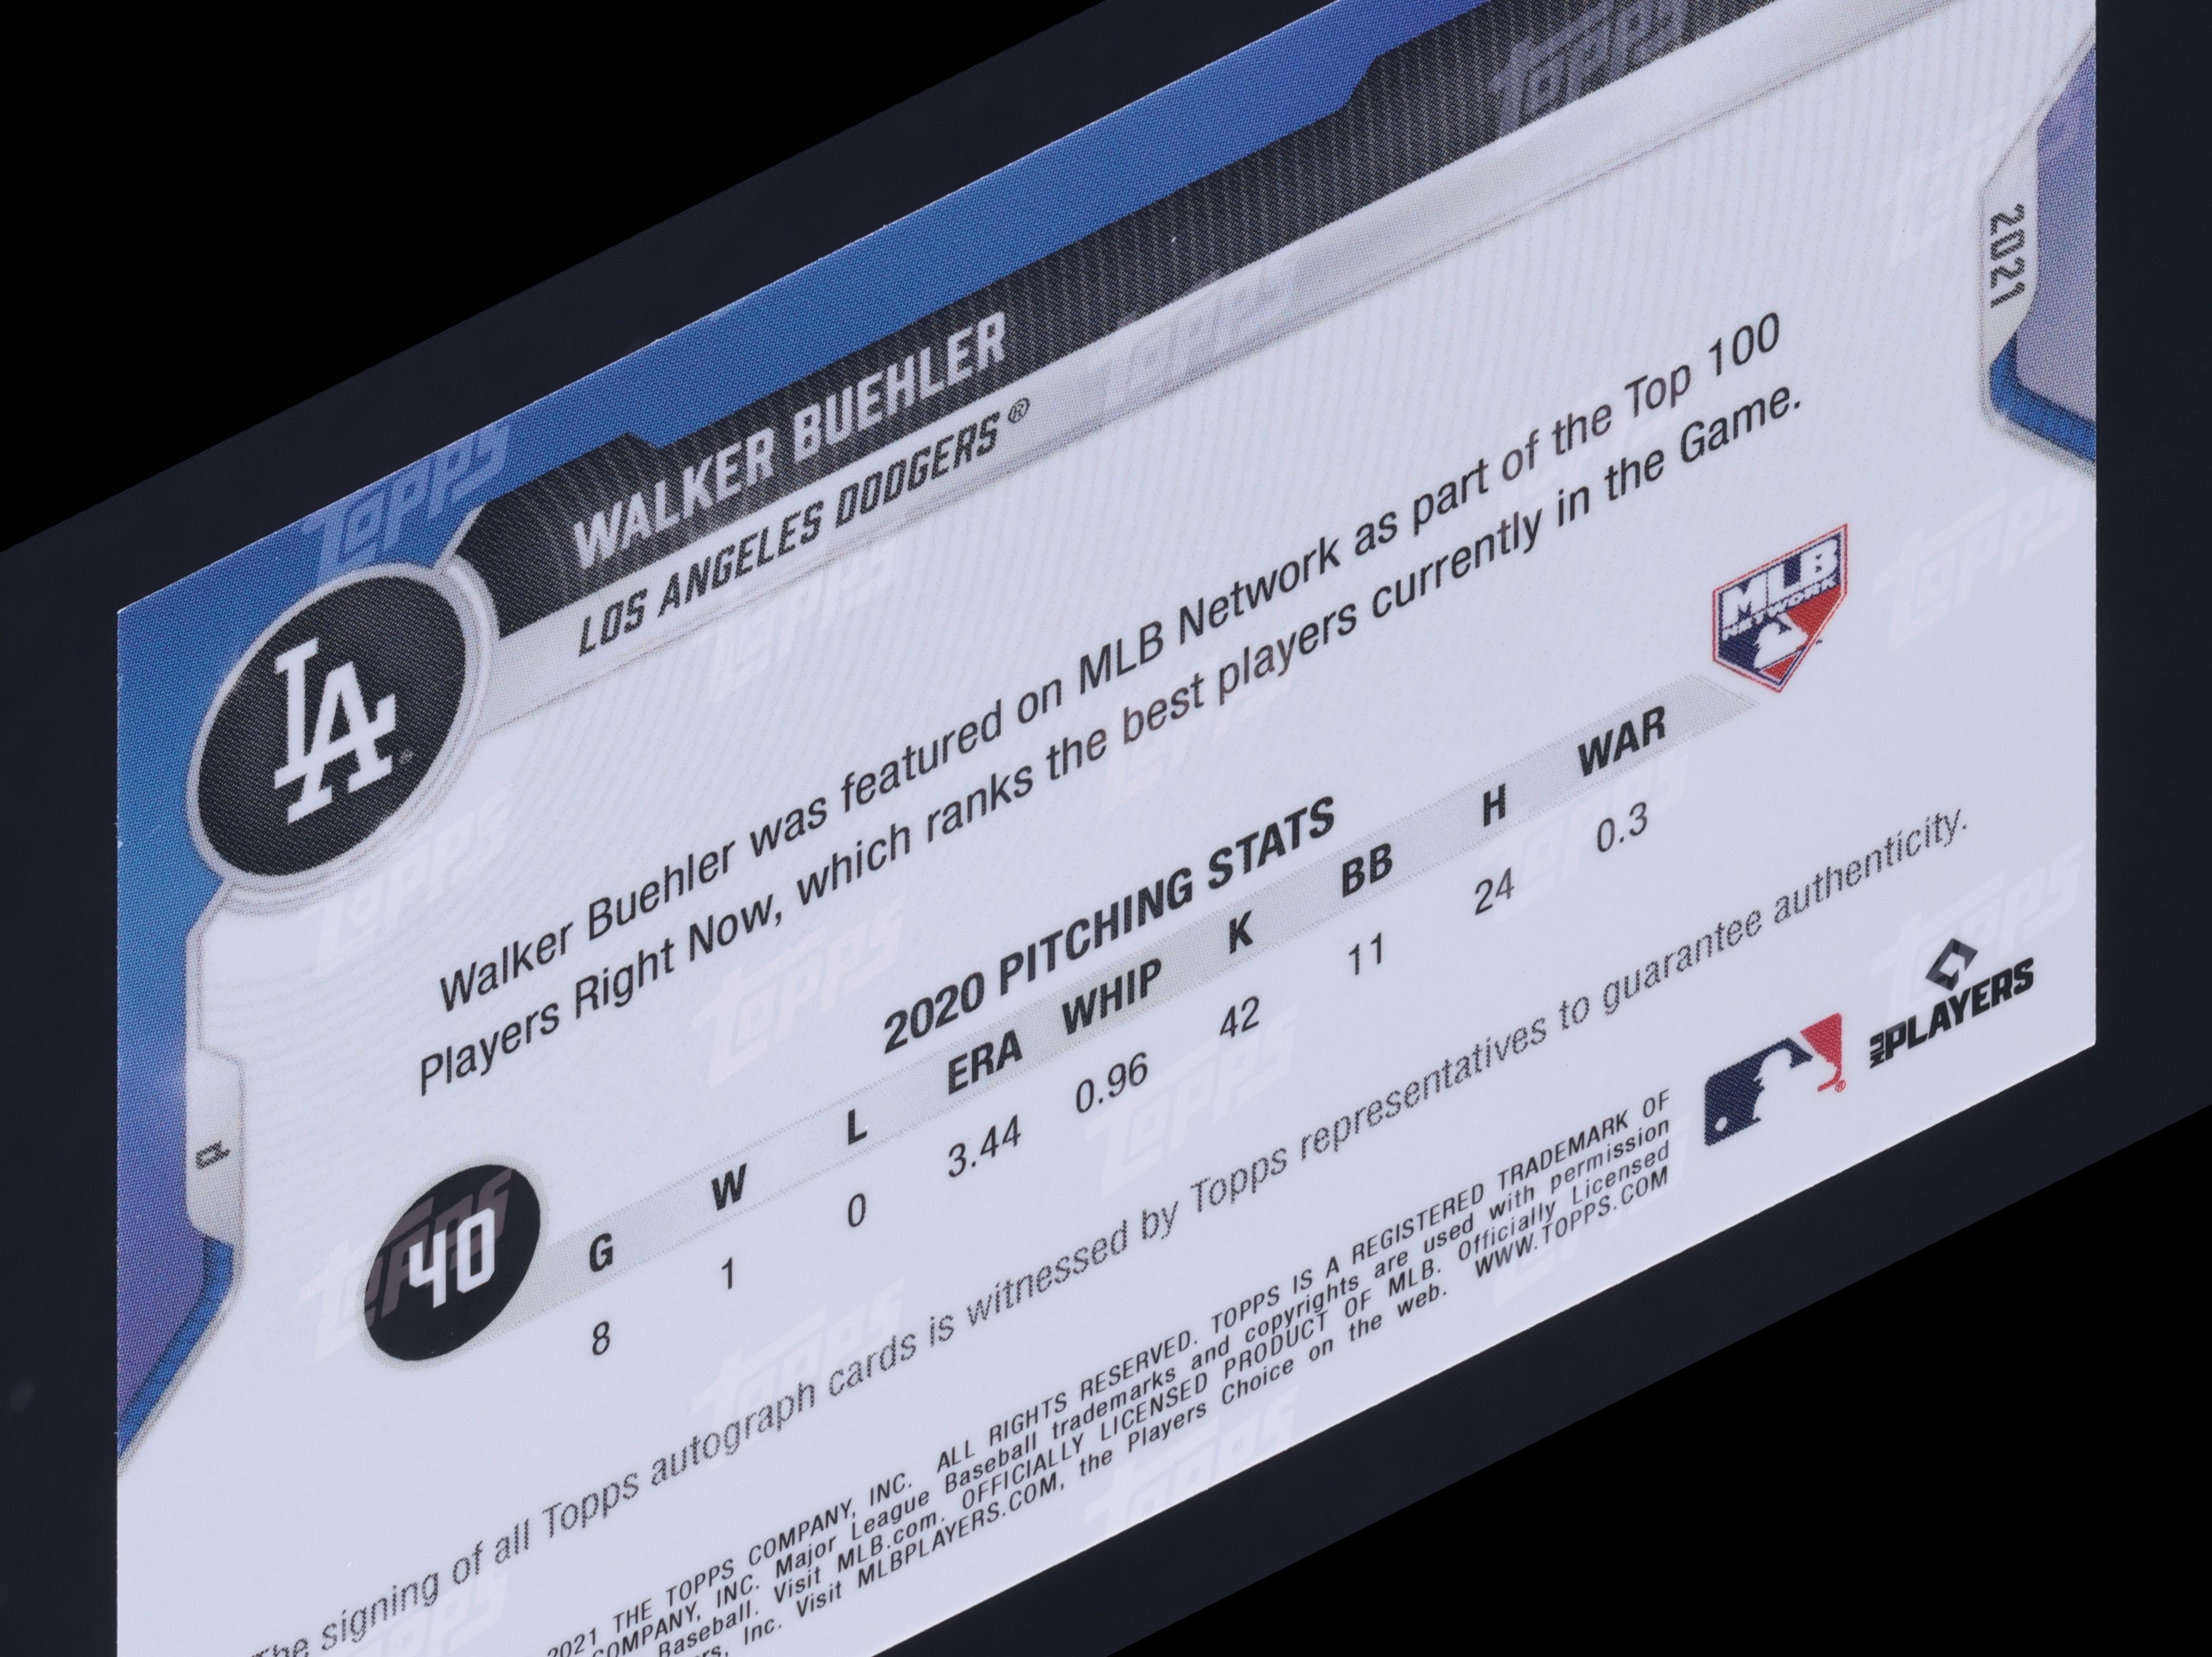 WALKER BUEHLER
LOS ANGELES DODGERS®
LA
2021
P
Walker Buehler was featured on MLB Network as part of the Top 100
Players Right Now, which ranks the best players currently in the Game.
MLB
NETWORK
2020 PITCHING STATS
40
G W L ERA WHIP K BB H WAR
8 1 0 3.44 0.96 42 11 24 0.3
The signing of all Topps autograph cards is witnessed by Topps representatives to guarantee authenticity.
2021 THE TOPPS COMPANY, INC. ALL RIGHTS RESERVED. TOPPS IS A REGISTERED TRADEMARK OF
COMPANY, INC. Major League Baseball trademarks and copyrights are used with permission
Baseball. Visit MLB.com. OFFICIALLY LICENSED PRODUCT OF MLB. Officially Licensed
Inc. Visit MLBPLAYERS.COM, the Players Choice on the web. WWW.TOPPS.COM
MLB PLAYERS
Topps